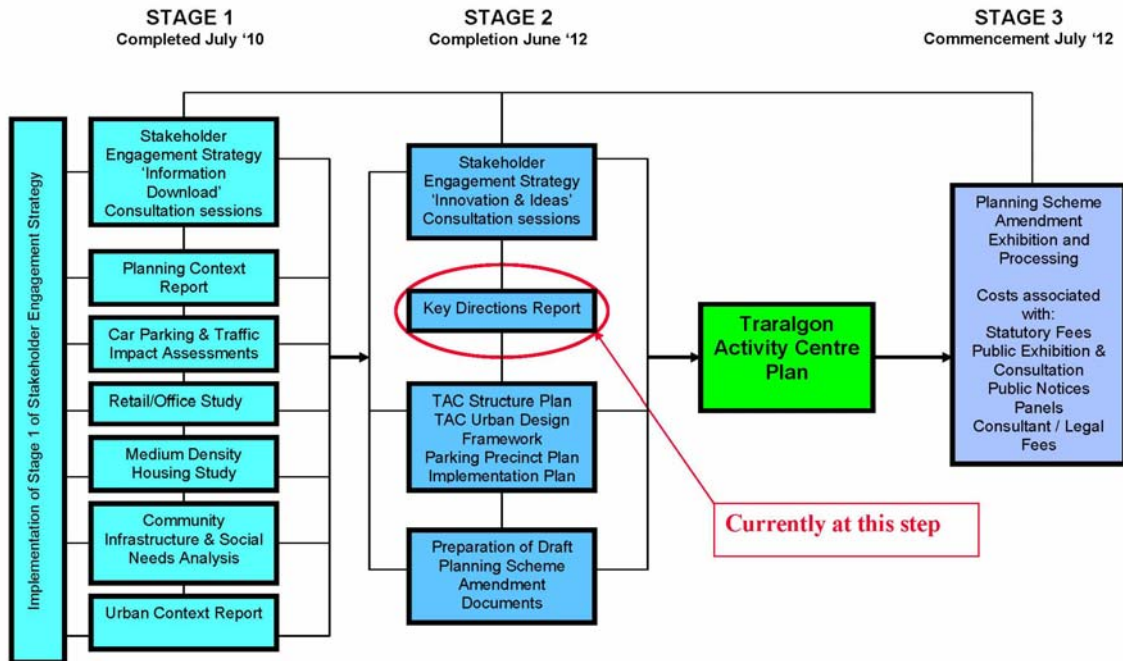 STAGE 1
Completed July ‘10
STAGE 2
Completion June ‘12
STAGE 3
Commencement July ‘12
Implementation of Stage 1 of Stakeholder Engagement Strategy
Stakeholder
Engagement Strategy
‘Information
Download’
Consultation sessions
Planning Context
Report
Car Parking & Traffic
Impact Assessments
Retail/Office Study
Medium Density
Housing Study
Community
Infrastructure & Social
Needs Analysis
Urban Context Report
Stakeholder
Engagement Strategy
‘Innovation & Ideas’
Consultation sessions
Key Directions Report
TAC Structure Plan
TAC Urban Design
Framework
Parking Precinct Plan
Implementation Plan
Preparation of Draft
Planning Scheme
Amendment
Documents
Traralgon
Activity Centre
Plan
Currently at this step
Planning Scheme
Amendment
Exhibition and
Processing
Costs associated
with:
Statutory Fees
Public Exhibition &
Consultation
Public Notices
Panels
Consultant / Legal
Fees